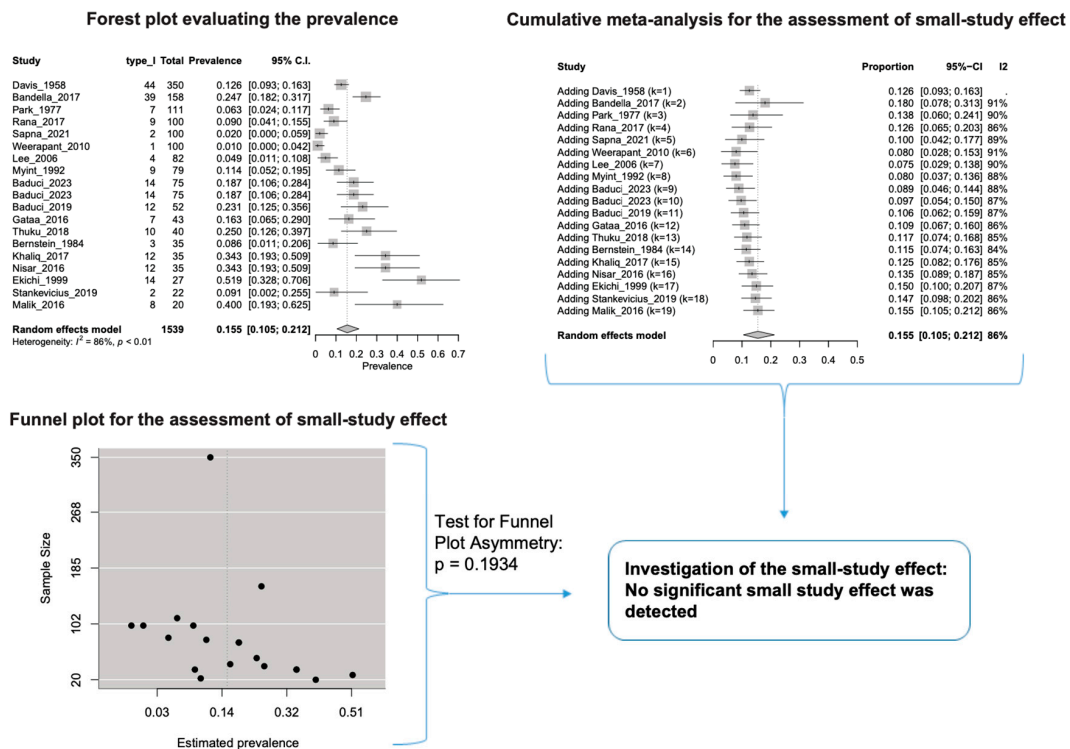 Forest plot evaluating the prevalence
Study type_I Total Prevalence 95% C.I.
Davis_1958 44 350 0.126 [0.093; 0.163]
Bandella_2017 39 158 0.247 [0.182; 0.317]
Park_1977 7 111 0.063 [0.024; 0.117]
Rana_2017 9 100 0.090 [0.041; 0.155]
Sapna_2021 2 100 0.020 [0.000; 0.059]
Weerapant_2010 1 100 0.010 [0.000; 0.042]
Lee_2006 4 82 0.049 [0.011; 0.108]
Myint_1992 9 79 0.114 [0.052; 0.195]
Baduci_2023 14 75 0.187 [0.106; 0.284]
Baduci_2023 14 75 0.187 [0.106; 0.284]
Baduci_2019 12 52 0.231 [0.125; 0.356]
Gataa_2016 7 43 0.163 [0.065; 0.290]
Thuku_2018 10 40 0.250 [0.126; 0.397]
Bernstein_1984 3 35 0.086 [0.011; 0.206]
Khaliq_2017 12 35 0.343 [0.193; 0.509]
Nisar_2016 12 35 0.343 [0.193; 0.509]
Ekichi_1999 14 27 0.519 [0.328; 0.706]
Stankevicius_2019 2 22 0.091 [0.002; 0.255]
Malik_2016 8 20 0.400 [0.193; 0.625]
Random effects model 1539 0.155 [0.105; 0.212]
Heterogeneity: I² = 86%, p < 0.01
0 0.1 0.2 0.3 0.4 0.5 0.6 0.7
Prevalence
Cumulative meta-analysis for the assessment of small-study effect
Study Proportion 95%-CI I2
Adding Davis_1958 (k=1) 0.126 [0.093; 0.163] .
Adding Bandella_2017 (k=2) 0.180 [0.078; 0.313] 91%
Adding Park_1977 (k=3) 0.138 [0.060; 0.241] 90%
Adding Rana_2017 (k=4) 0.126 [0.065; 0.203] 86%
Adding Sapna_2021 (k=5) 0.100 [0.042; 0.177] 89%
Adding Weerapant_2010 (k=6) 0.080 [0.028; 0.153] 91%
Adding Lee_2006 (k=7) 0.075 [0.029; 0.138] 90%
Adding Myint_1992 (k=8) 0.080 [0.037; 0.136] 88%
Adding Baduci_2023 (k=9) 0.089 [0.046; 0.144] 88%
Adding Baduci_2023 (k=10) 0.097 [0.054; 0.150] 87%
Adding Baduci_2019 (k=11) 0.106 [0.062; 0.159] 87%
Adding Gataa_2016 (k=12) 0.109 [0.067; 0.160] 86%
Adding Thuku_2018 (k=13) 0.117 [0.074; 0.168] 85%
Adding Bernstein_1984 (k=14) 0.115 [0.074; 0.163] 84%
Adding Khaliq_2017 (k=15) 0.125 [0.082; 0.176] 85%
Adding Nisar_2016 (k=16) 0.135 [0.089; 0.187] 85%
Adding Ekichi_1999 (k=17) 0.150 [0.100; 0.207] 87%
Adding Stankevicius_2019 (k=18) 0.147 [0.098; 0.202] 86%
Adding Malik_2016 (k=19) 0.155 [0.105; 0.212] 86%
Random effects model 0.155 [0.105; 0.212] 86%
0 0.1 0.2 0.3 0.4 0.5
Funnel plot for the assessment of small-study effect
350
268
185
102
20
Sample Size
0.03 0.14 0.32 0.51
Estimated prevalence
Test for Funnel
Plot Asymmetry:
p = 0.1934
Investigation of the small-study effect:
No significant small study effect was
detected